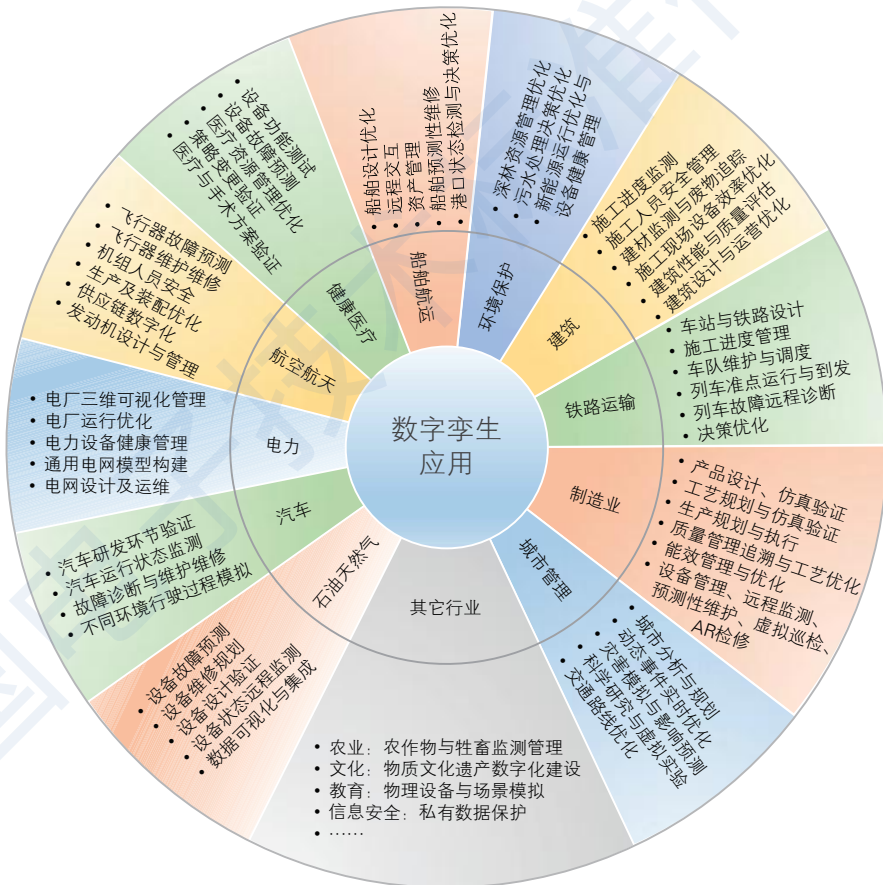 数字孪生
应用
船舶航运
• 船舶设计优化
• 远程交互
• 资产管理
• 船舶预测性维修
• 港口状态检测与决策优化
环境保护
• 深林资源管理优化
• 污水处理决策优化
• 新能源运行优化与
设备健康管理
建筑
• 施工进度监测
• 施工人员安全管理
• 建材监测与废物追踪
• 施工现场设备效率优化
• 建筑性能与质量评估
• 建筑设计与运营优化
铁路运输
• 车站与铁路设计
• 施工进度管理
• 车队维护与调度
• 列车准点运行与到发
• 列车故障远程诊断
• 决策优化
制造业
• 产品设计、仿真验证
• 工艺规划与仿真验证
• 生产规划与执行
• 质量管理追溯与工艺优化
• 能效管理与优化
• 设备管理、远程监测、
预测性维护、虚拟巡检、
AR检修
城市管理
• 城市分析与规划
• 动态事件实时优化
• 灾害模拟与影响预测
• 科学研究与虚拟实验
• 交通路线优化
其它行业
• 农业：农作物与牲畜监测管理
• 文化：物质文化遗产数字化建设
• 教育：物理设备与场景模拟
• 信息安全：私有数据保护
• ……
石油天然气
• 设备故障预测
• 设备维修规划
• 设备设计验证
• 设备状态远程监测
• 数据可视化与集成
汽车
• 汽车研发环节验证
• 汽车运行状态监测
• 故障诊断与维护维修
• 不同环境行驶过程模拟
电力
• 电厂三维可视化管理
• 电厂运行优化
• 电力设备健康管理
• 通用电网模型构建
• 电网设计及运维
航空航天
• 飞行器故障预测
• 飞行器维护维修
• 机组人员安全
• 生产及装配优化
• 供应链数字化
• 发动机设计与管理
健康医疗
• 设备功能测试
• 设备故障预测
• 医疗资源管理优化
• 策略变更验证
• 医疗与手术方案验证